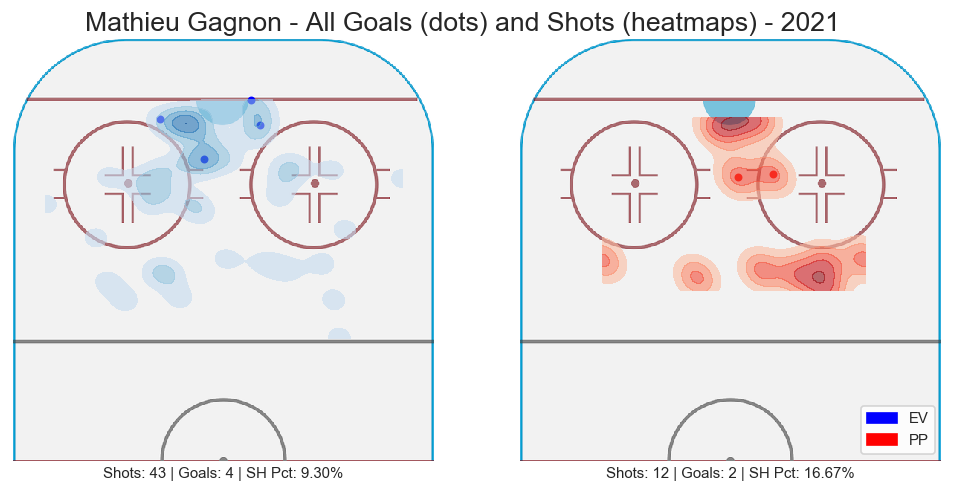 Mathieu Gagnon - All Goals (dots) and Shots (heatmaps) - 2021
EV
PP
Shots: 43 | Goals: 4 | SH Pct: 9.30%
Shots: 12 | Goals: 2 | SH Pct: 16.67%